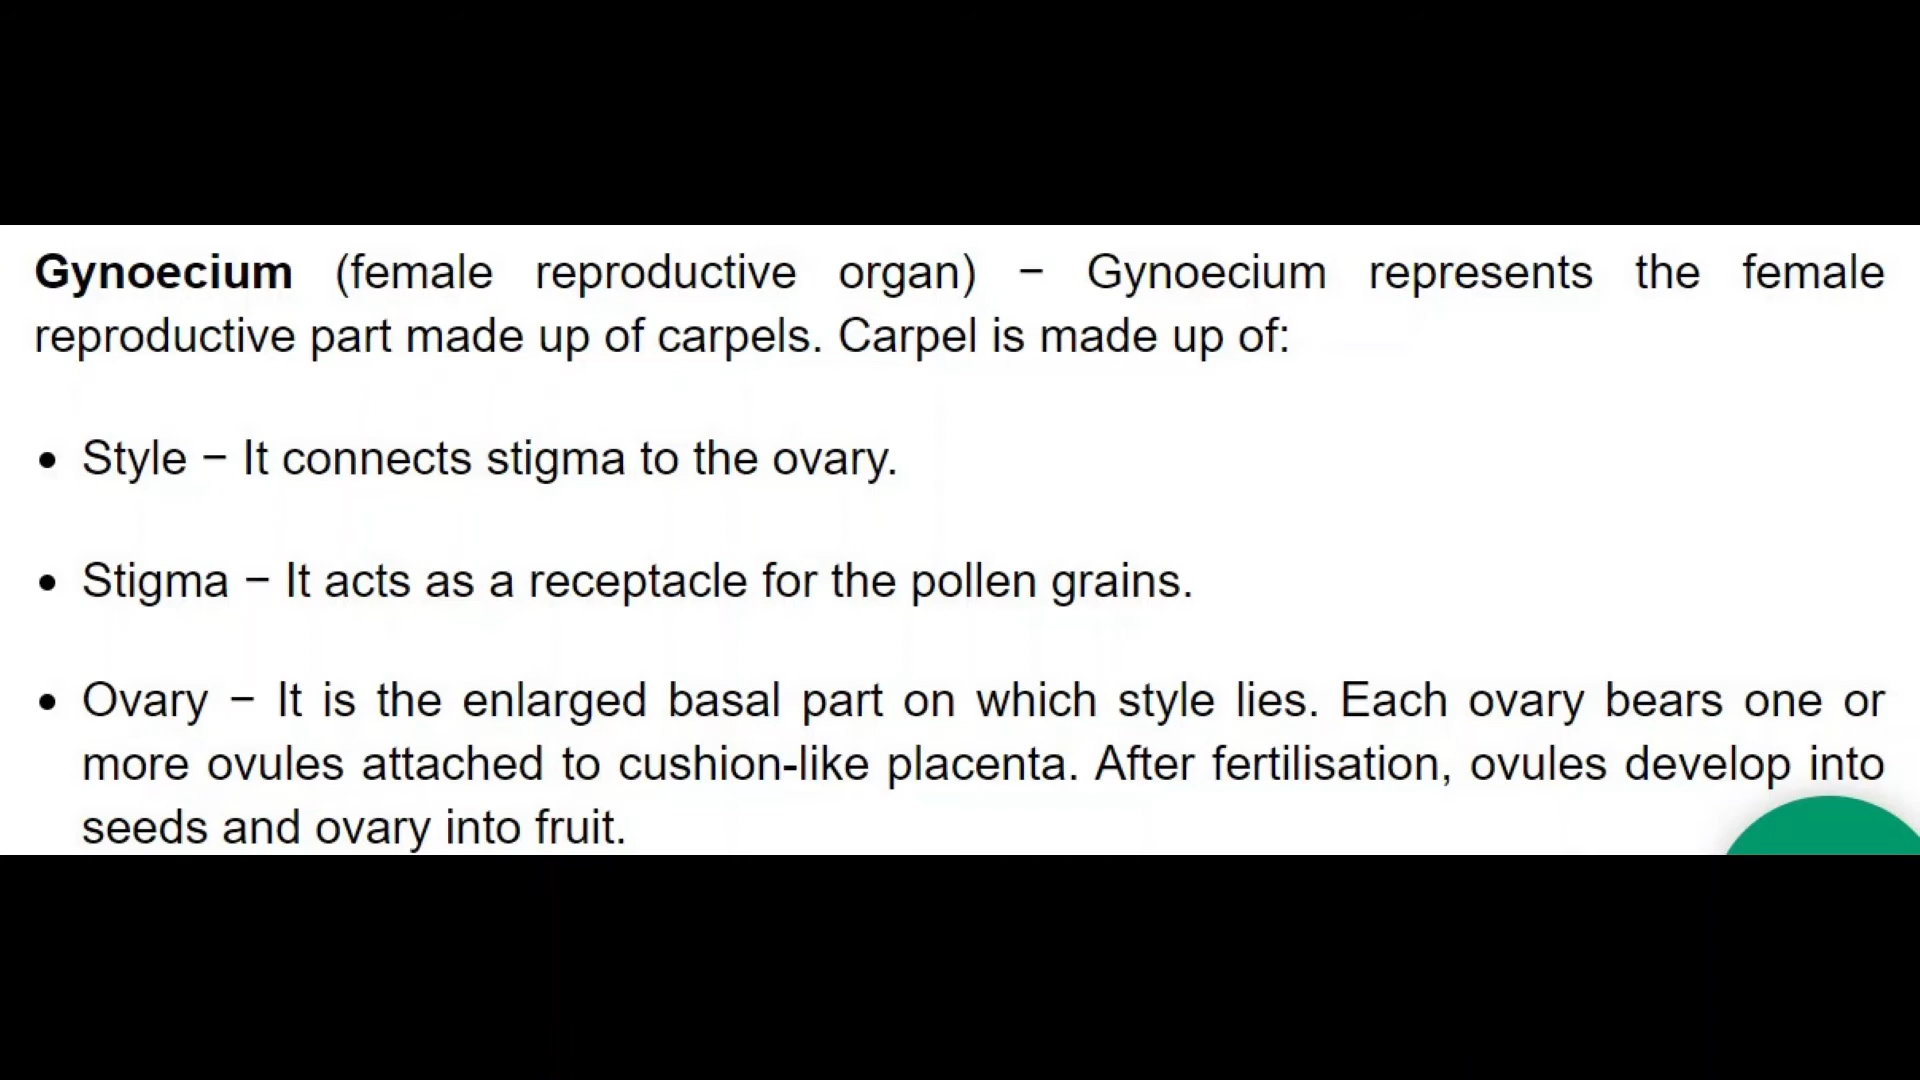 Gynoecium (female reproductive organ) − Gynoecium represents the female
reproductive part made up of carpels. Carpel is made up of:
• Style − It connects stigma to the ovary.
• Stigma − It acts as a receptacle for the pollen grains.
• Ovary − It is the enlarged basal part on which style lies. Each ovary bears one or
more ovules attached to cushion-like placenta. After fertilisation, ovules develop into
seeds and ovary into fruit.